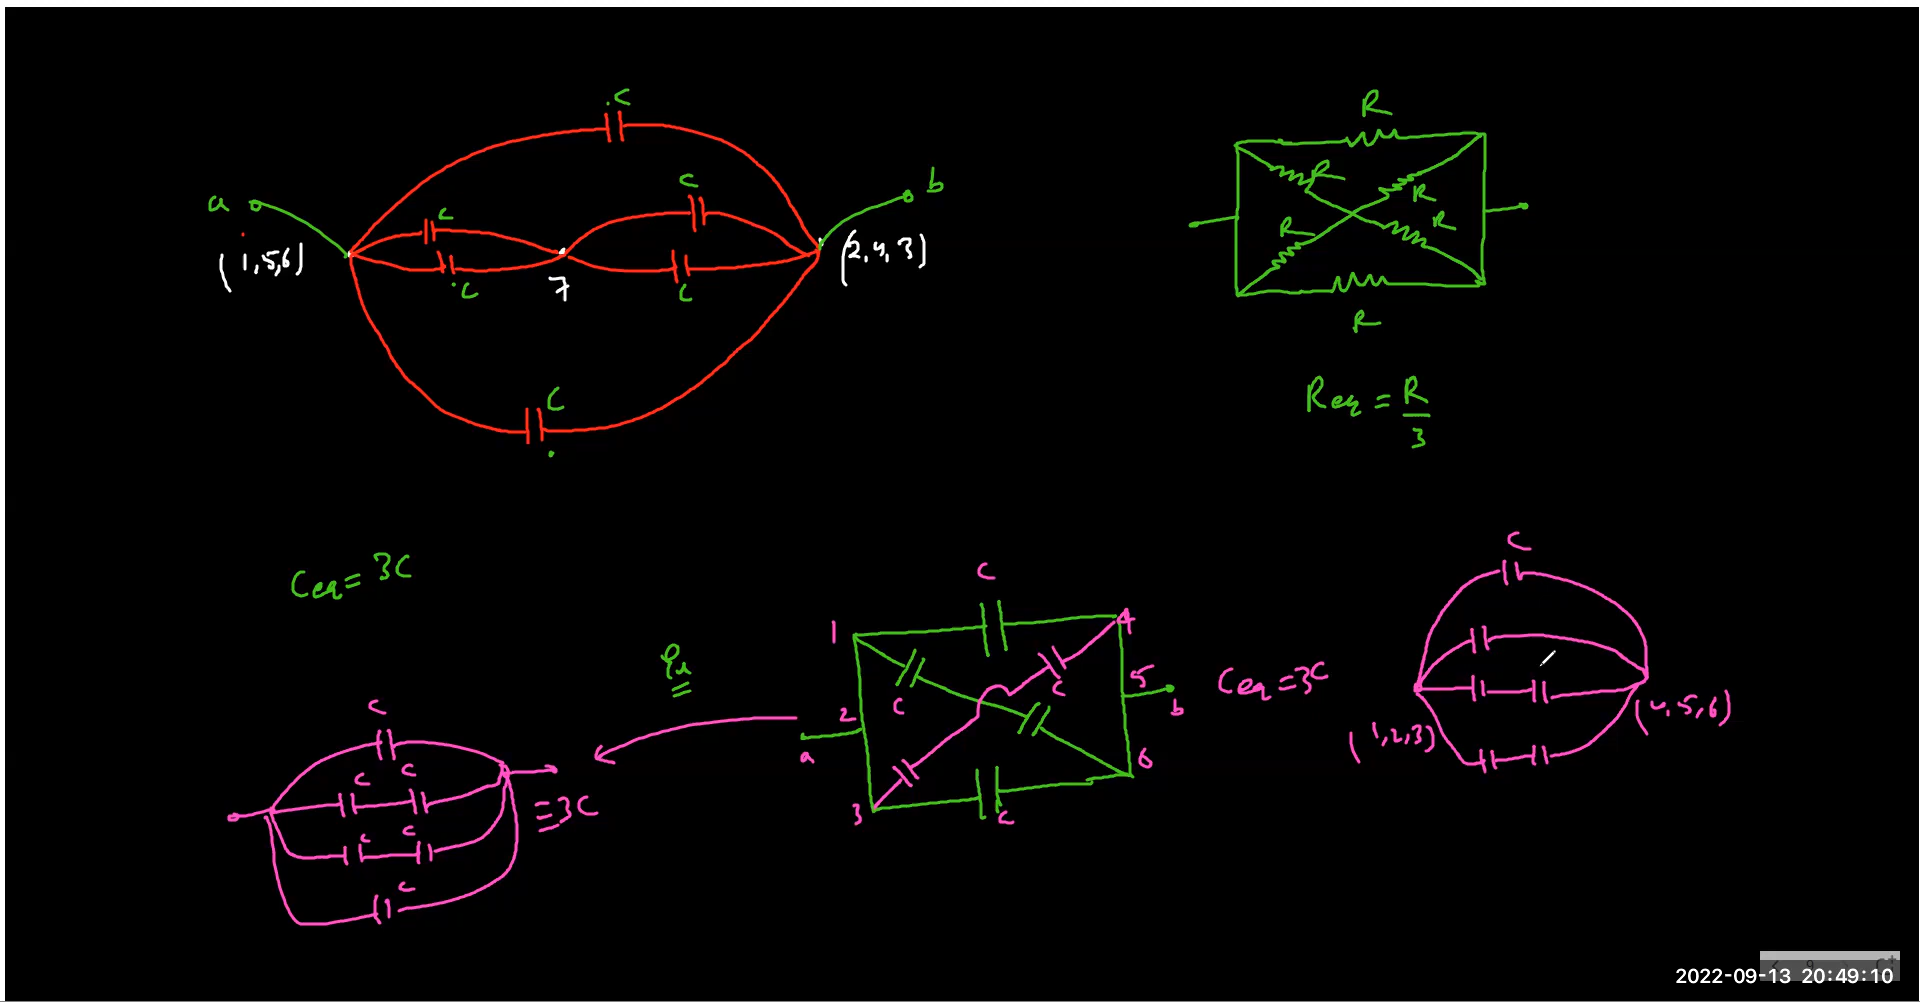 C
a
b
C
C
(1,5,6)
(2,4,3)
C
7
C
C
R
R
R
R
R
R
Req = R/3
Ceq = 3C
C
1
4
C
C
2
5
a
b
3
6
C
Ceq = 3C
C
(1,2,3)
(4,5,6)
C
C
C
C
C
C
= 3C
2022-09-13 20:49:10